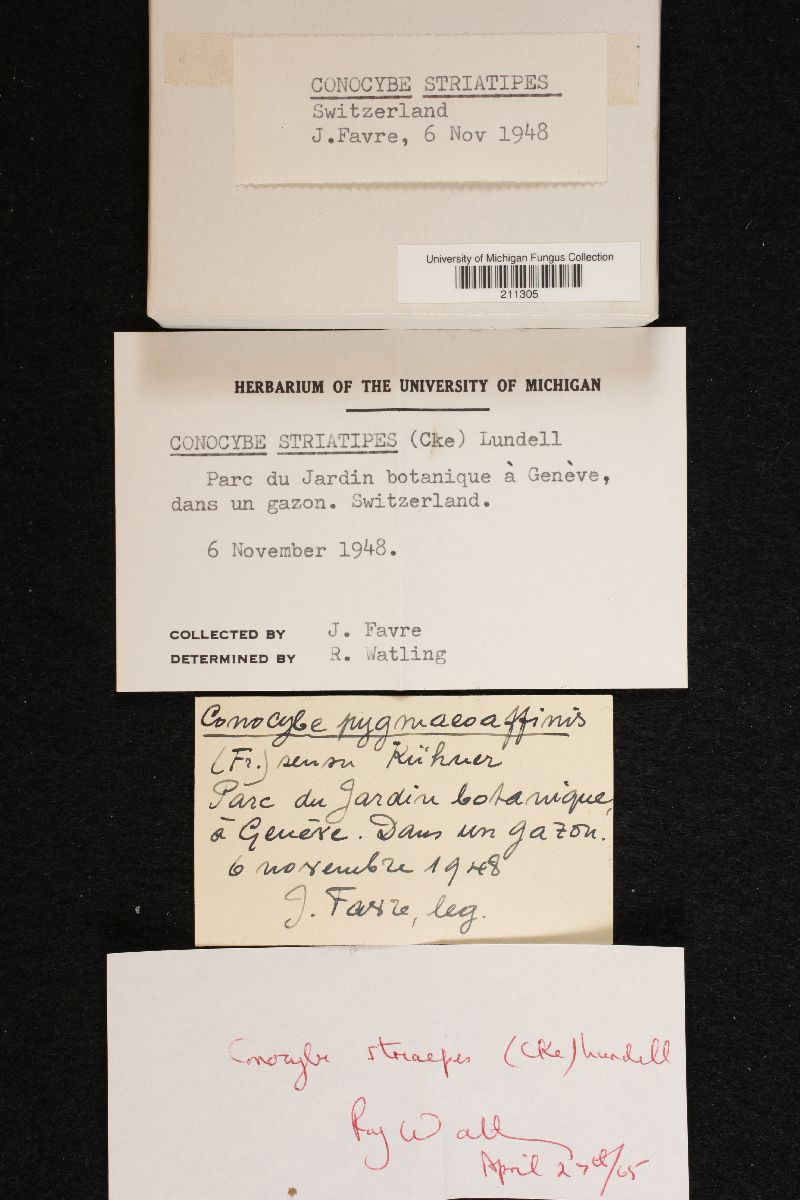 CONOCYBE STRIATIPES
Switzerland
J.Favre, 6 Nov 1948
University of Michigan Fungus Collection
211305
HERBARIUM OF THE UNIVERSITY OF MICHIGAN
CONOCYBE STRIATIPES (Cke) Lundell
Parc du Jardin botanique à Genève,
dans un gazon. Switzerland.
6 November 1948.
COLLECTED BY J. Favre
DETERMINED BY R. Watling
Conocybe pygmaeoaffinis
(Fr.) sensu Kühner
Parc du Jardin botanique,
à Genève. Dans un gazon.
6 novembre 1948
J. Favre, leg.
Conocybe striaepes (CKe) Lundell
Roy Watling
April 27th/65